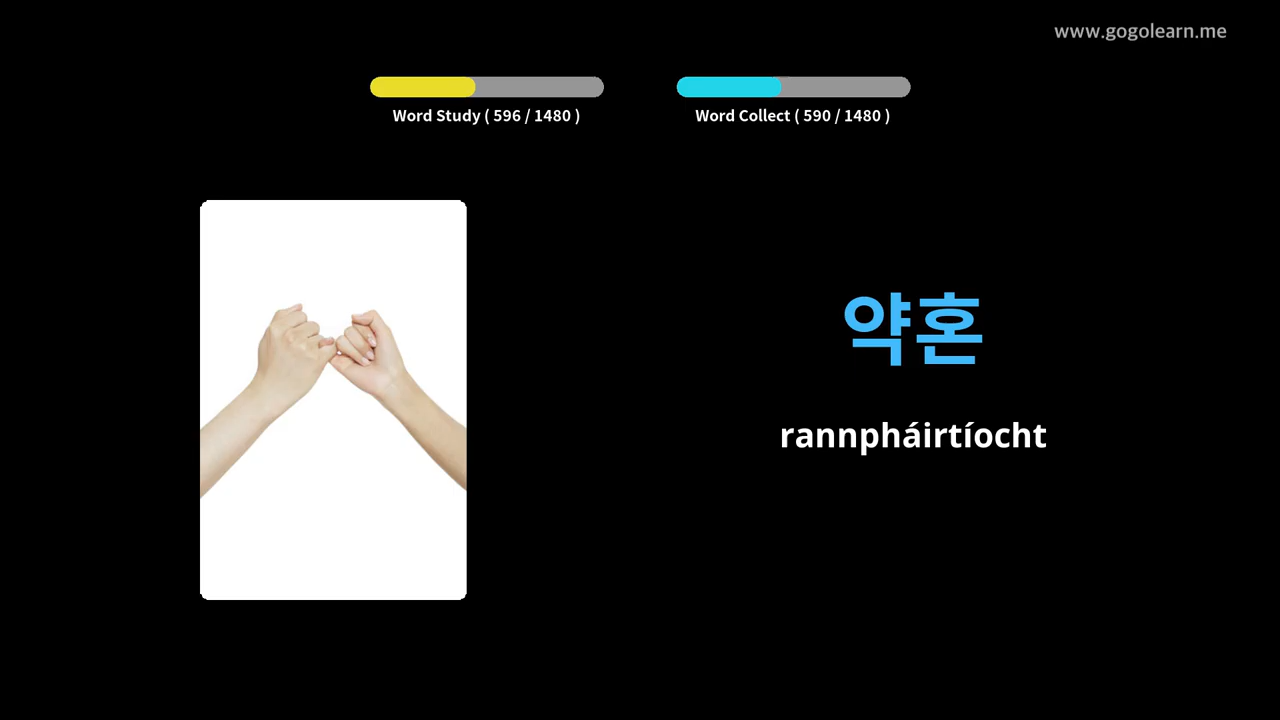 www.gogolearn.me
Word Study ( 596 / 1480 )
Word Collect ( 590 / 1480 )
약혼
rannpháirtíocht